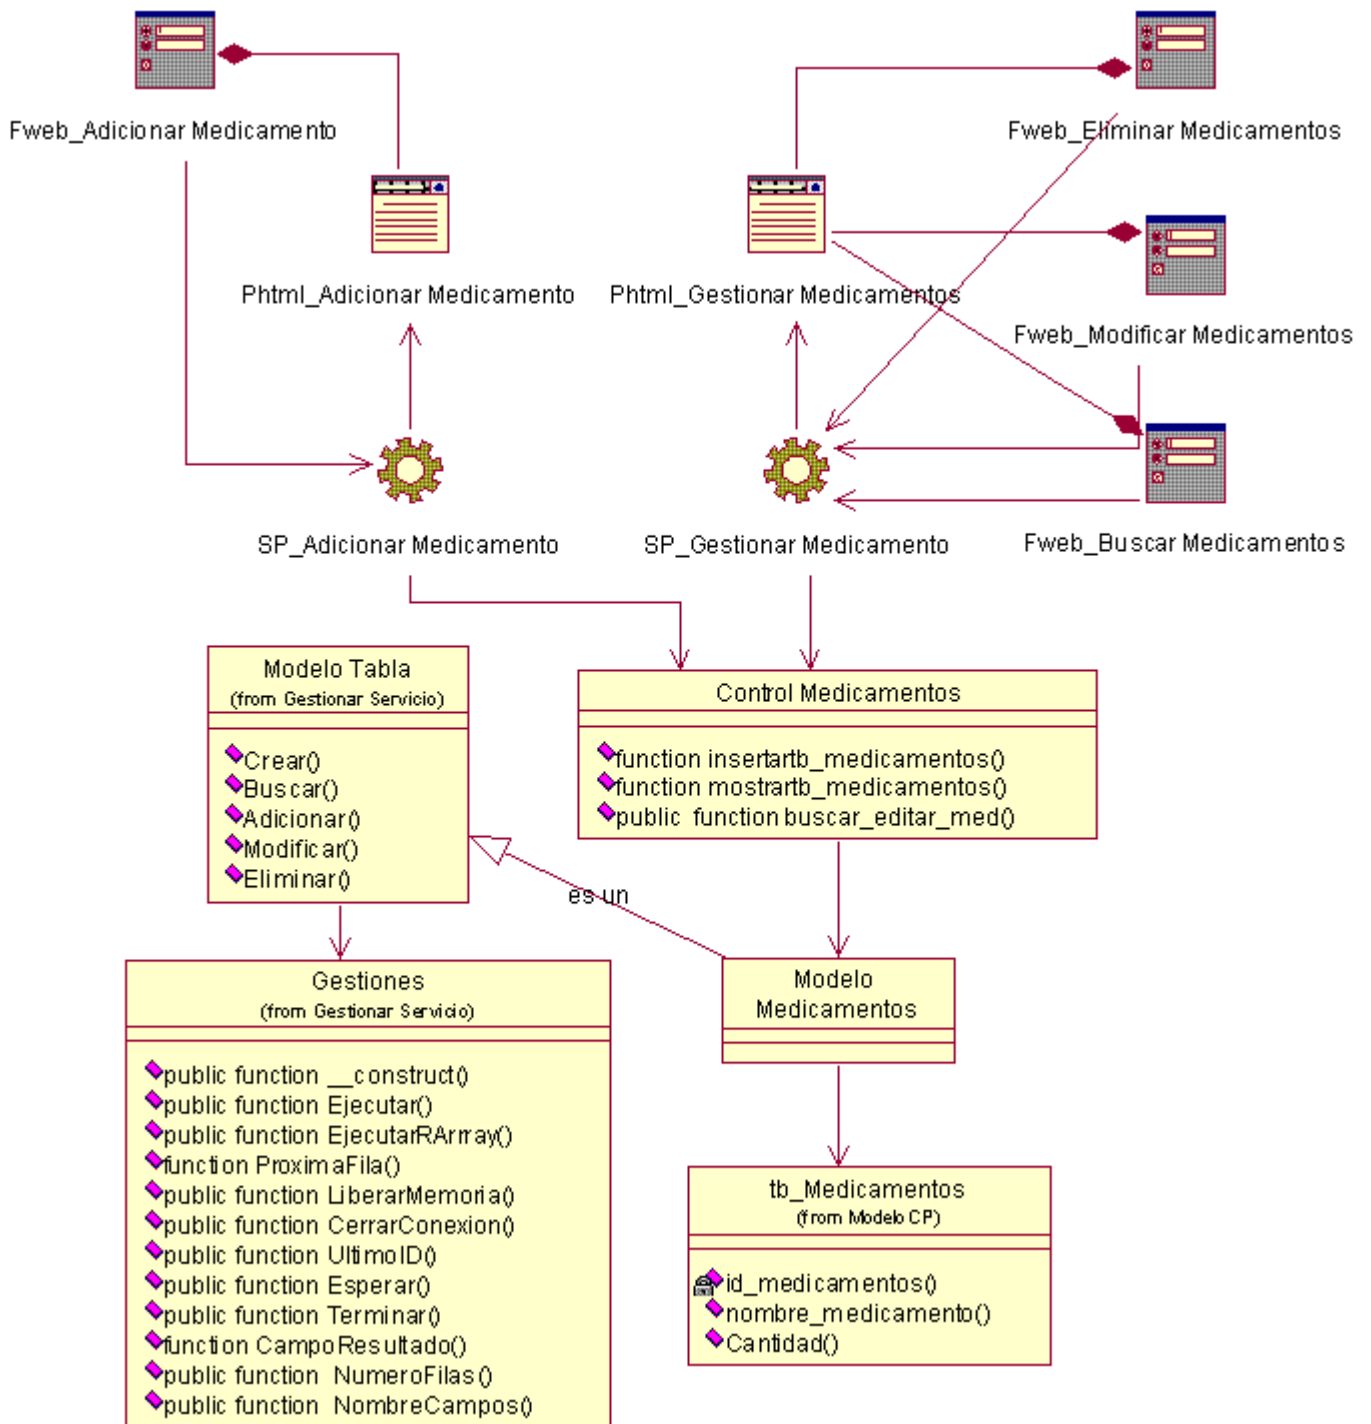 Fweb_Adicionar Medicamento
Fweb_Eliminar Medicamentos
Phtml_Adicionar Medicamento
Phtml_Gestionar Medicamentos
Fweb_Modificar Medicamentos
SP_Adicionar Medicamento
SP_Gestionar Medicamento
Fweb_Buscar Medicamentos
Modelo Tabla
(from Gestionar Servicio)
Crear()
Buscar()
Adicionar()
Modificar()
Eliminar()
Control Medicamentos
function insertartb_medicamentos()
function mostrartb_medicamentos()
public function buscar_editar_med()
es un
Gestiones
(from Gestionar Servicio)
public function __construct()
public function Ejecutar()
public function EjecutarRArrray()
function ProximaFila()
public function LiberarMemoria()
public function CerrarConexion()
public function UltimoID()
public function Esperar()
public function Terminar()
function CampoResultado()
public function NumeroFilas()
public function NombreCampos()
Modelo
Medicamentos
tb_Medicamentos
(from Modelo CP)
id_medicamentos()
nombre_medicamento()
Cantidad()